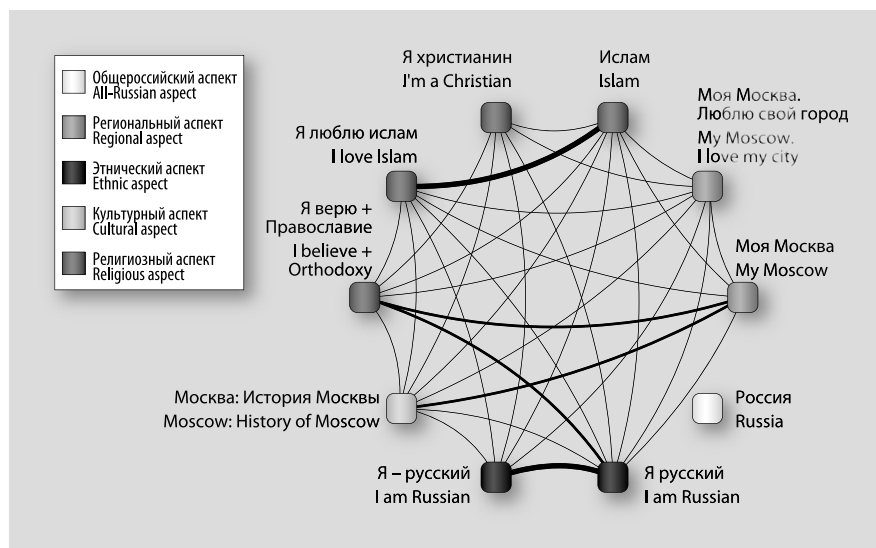 Общероссийский аспект
All-Russian aspect
Региональный аспект
Regional aspect
Этнический аспект
Ethnic aspect
Культурный аспект
Cultural aspect
Религиозный аспект
Religious aspect
Я христианин
I'm a Christian
Ислам
Islam
Моя Москва.
Люблю свой город
My Moscow.
I love my city
Я люблю ислам
I love Islam
Я верю +
Православие
I believe +
Orthodoxy
Моя Москва
My Moscow
Москва: История Москвы
Moscow: History of Moscow
Россия
Russia
Я – русский
I am Russian
Я русский
I am Russian